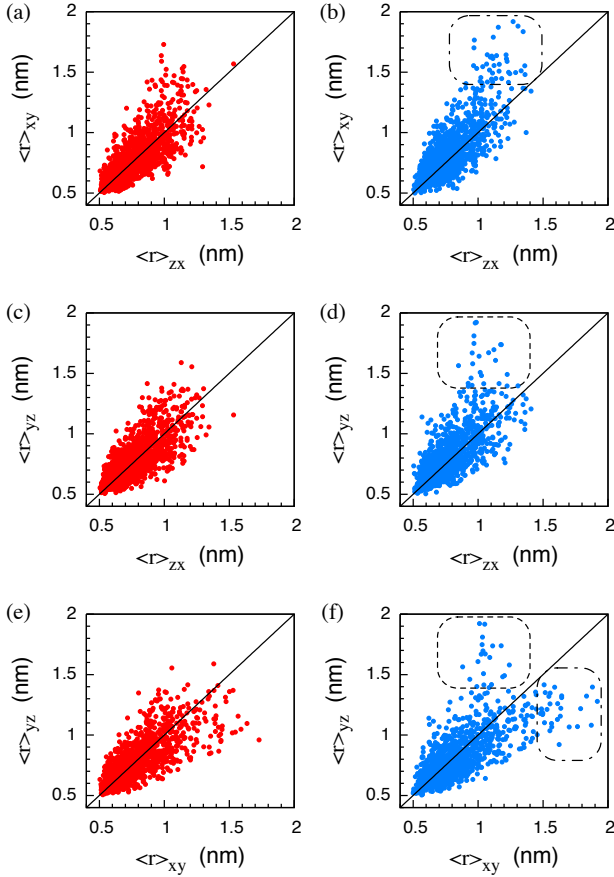 (a) (b)
2 2
1.5 1.5
1 1
0.5 0.5
<r>xy (nm) <r>xy (nm)
0.5 1 1.5 2 0.5 1 1.5 2
<r>zx (nm) <r>zx (nm)
(c) (d)
2 2
1.5 1.5
1 1
0.5 0.5
<r>yz (nm) <r>yz (nm)
0.5 1 1.5 2 0.5 1 1.5 2
<r>zx (nm) <r>zx (nm)
(e) (f)
2 2
1.5 1.5
1 1
0.5 0.5
<r>yz (nm) <r>yz (nm)
0.5 1 1.5 2 0.5 1 1.5 2
<r>xy (nm) <r>xy (nm)